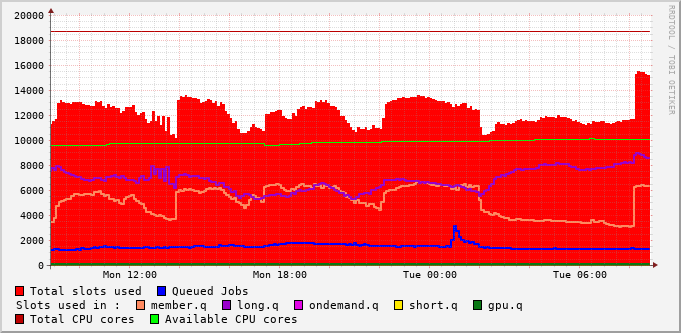 20000
18000
16000
14000
12000
10000
8000
6000
4000
2000
0
Mon 12:00 Mon 18:00 Tue 00:00 Tue 06:00
RRDTOOL / TOBI OETIKER
Total slots used Queued Jobs
Slots used in : member.q long.q ondemand.q short.q gpu.q
Total CPU cores Available CPU cores